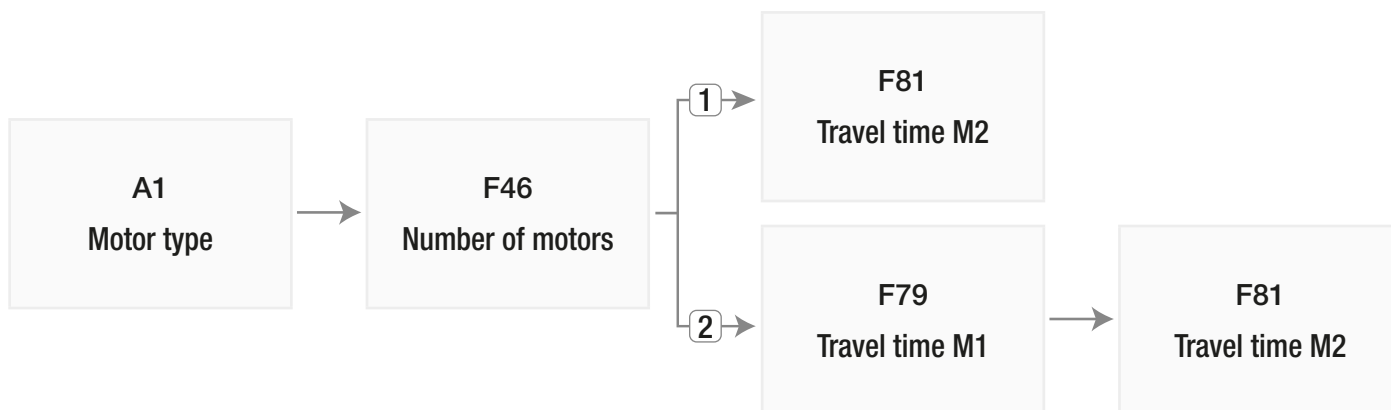 A1
Motor type
F46
Number of motors
1
F81
Travel time M2
2
F79
Travel time M1
F81
Travel time M2